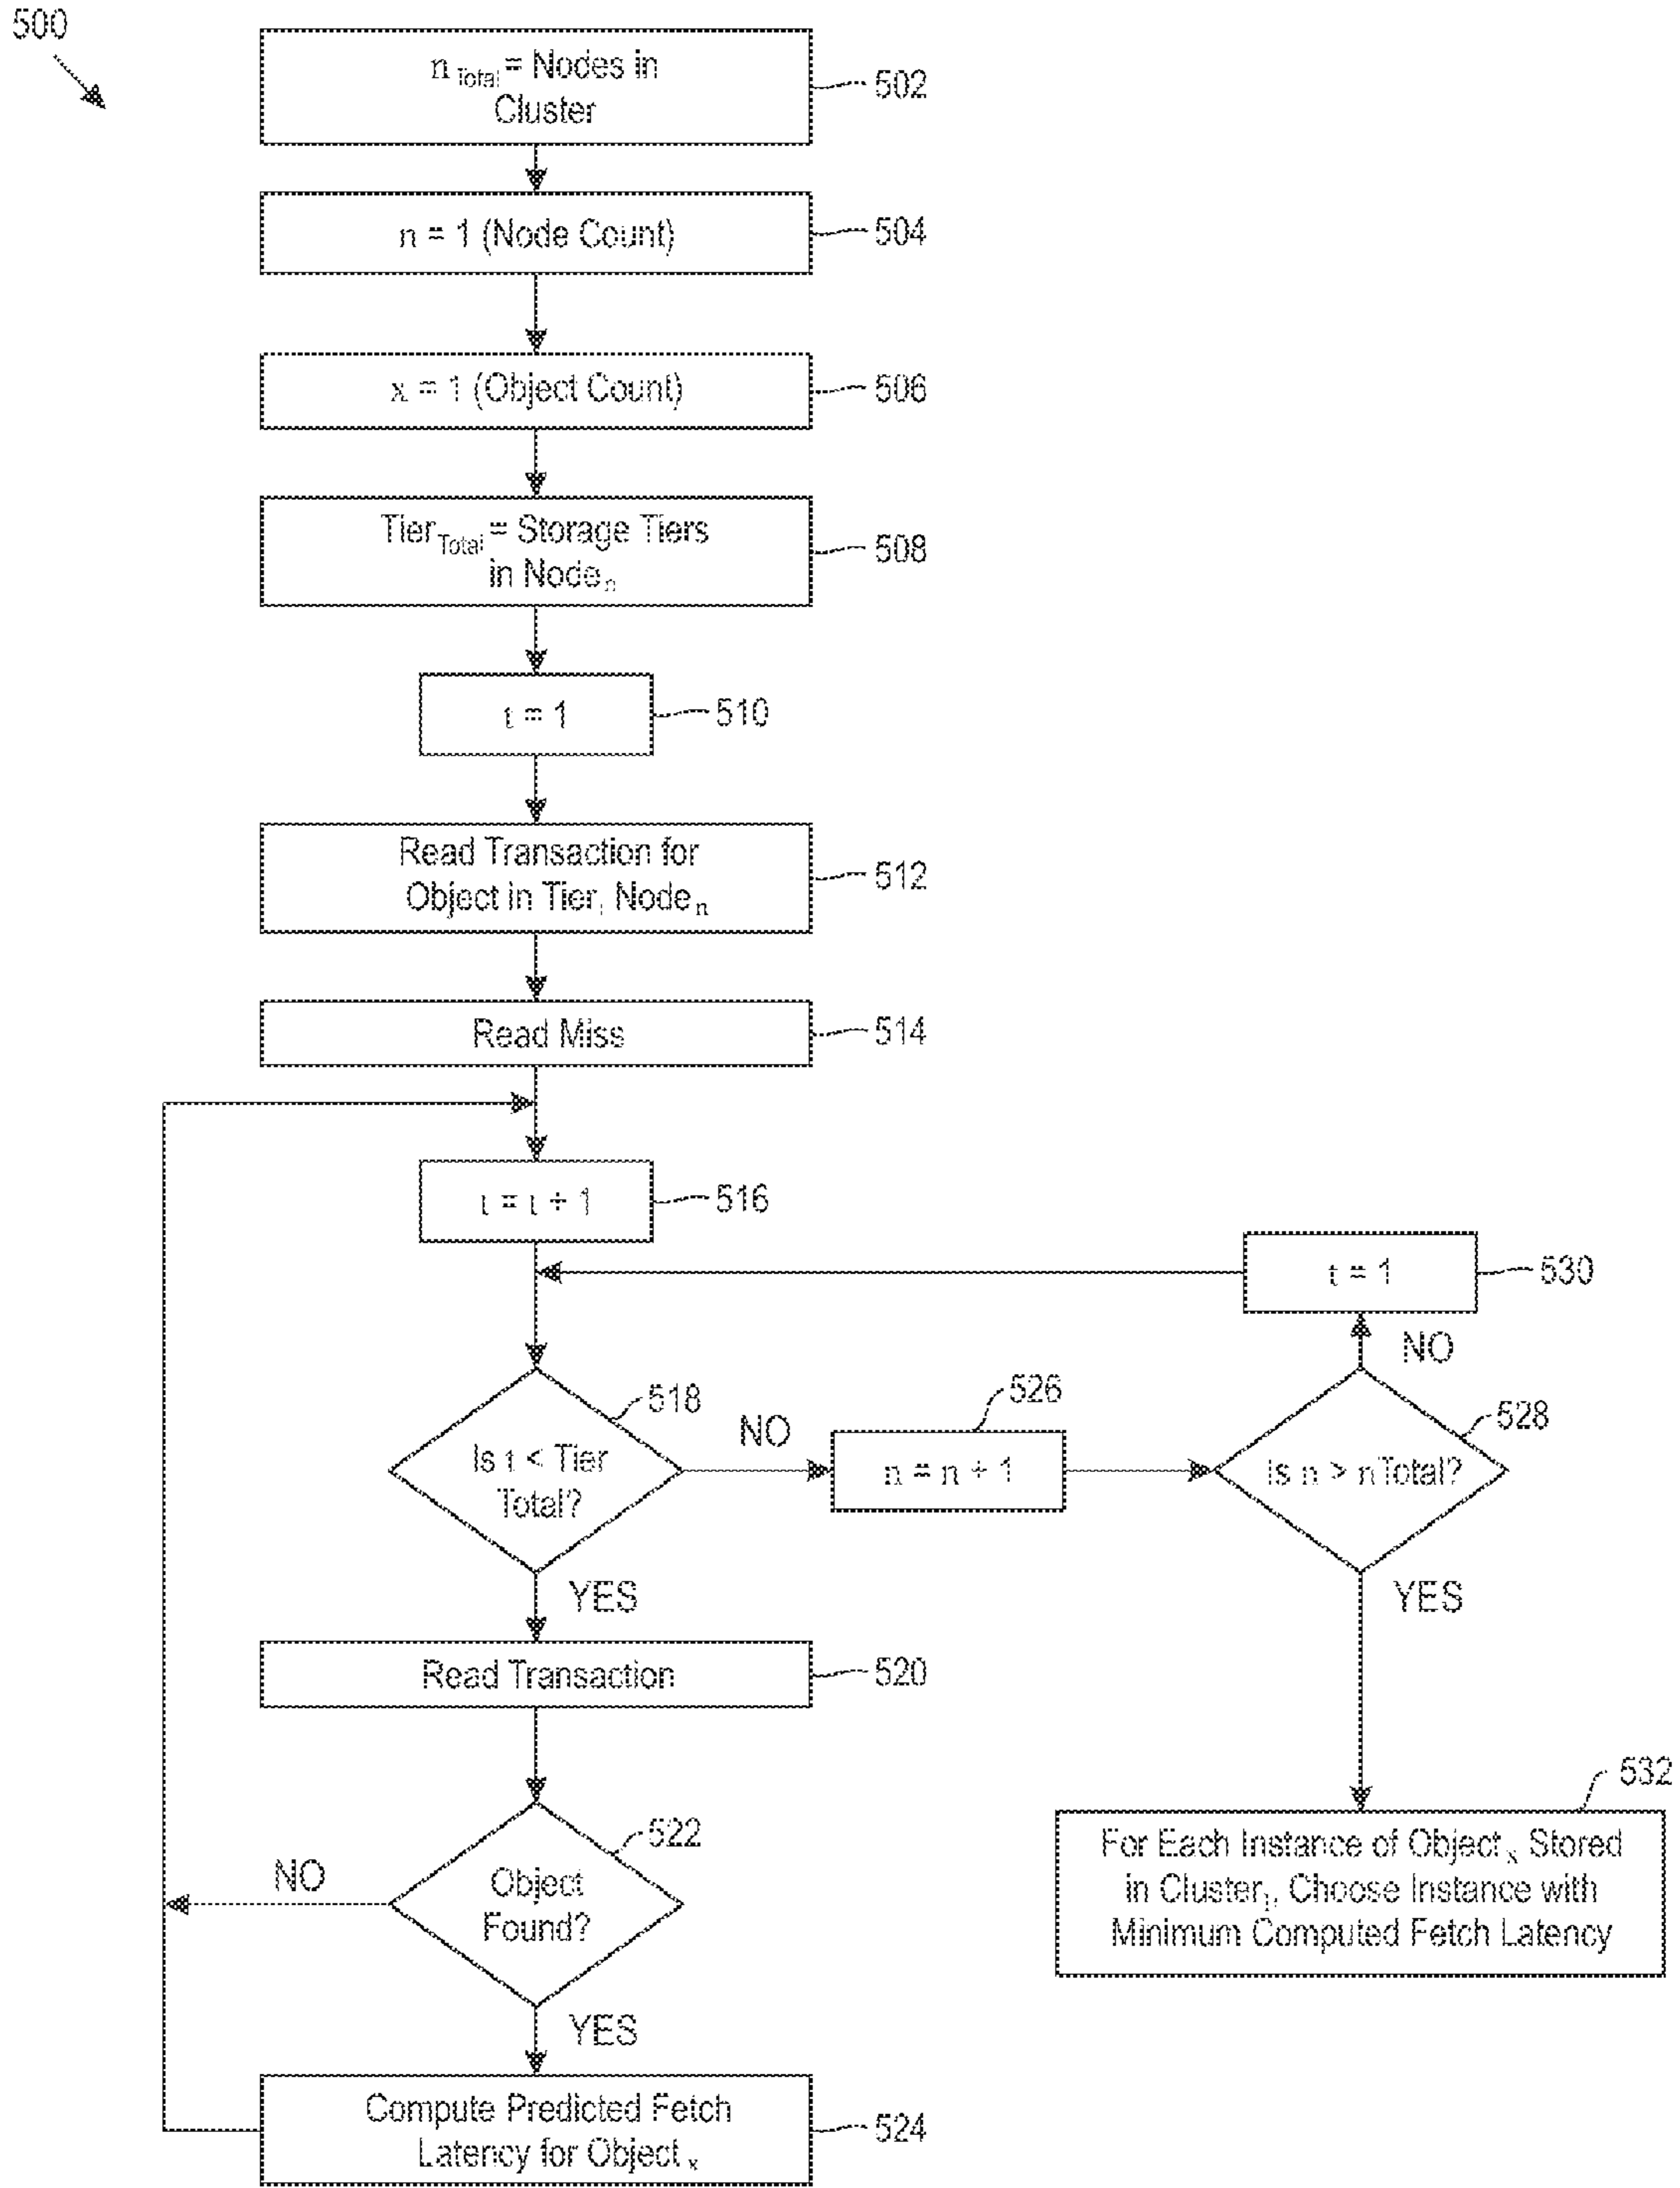 500
n Total = Nodes in
Cluster
502
n = 1 (Node Count)
504
x = 1 (Object Count)
506
Tier Total = Storage Tiers
in Node n
508
t = 1
510
Read Transaction for
Object in Tier t Node n
512
Read Miss
514
t = t + 1
516
t = 1
530
NO
518
Is t < Tier
Total?
NO
526
n = n + 1
528
Is n > nTotal?
YES
YES
Read Transaction
520
522
Object
Found?
NO
YES
532
For Each Instance of Object x Stored
in Cluster, Choose Instance with
Minimum Computed Fetch Latency
Compute Predicted Fetch
Latency for Object x
524